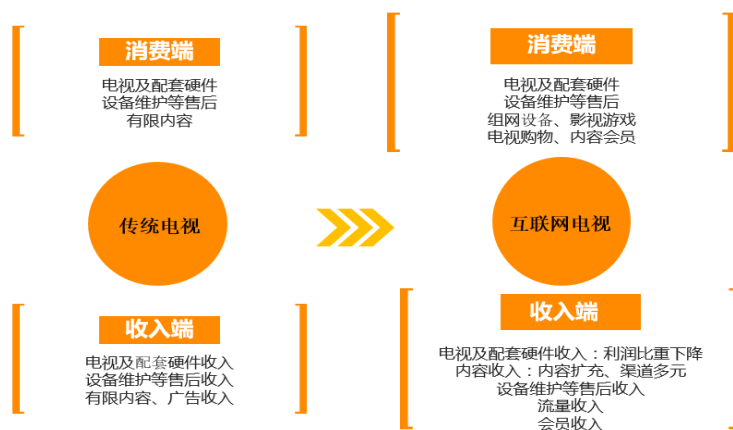 消费端
电视及配套硬件
设备维护等售后
有限内容
传统电视
收入端
电视及配套硬件收入
设备维护等售后收入
有限内容、广告收入
消费端
电视及配套硬件
设备维护等售后
组网设备、影视游戏
电视购物、内容会员
互联网电视
收入端
电视及配套硬件收入：利润比重下降
内容收入：内容扩充、渠道多元
设备维护等售后收入
流量收入
会员收入